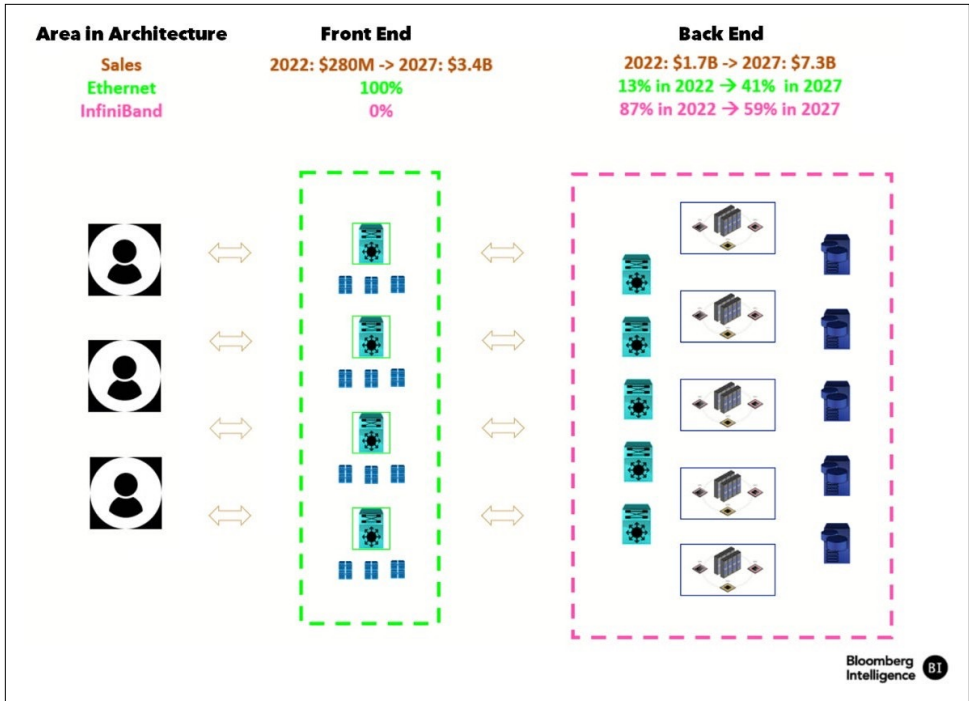 Area in Architecture Front End Back End
Sales 2022: $280M -> 2027: $3.4B 2022: $1.7B -> 2027: $7.3B
Ethernet 100% 13% in 2022 → 41% in 2027
InfiniBand 0% 87% in 2022 → 59% in 2027
Bloomberg
Intelligence BI